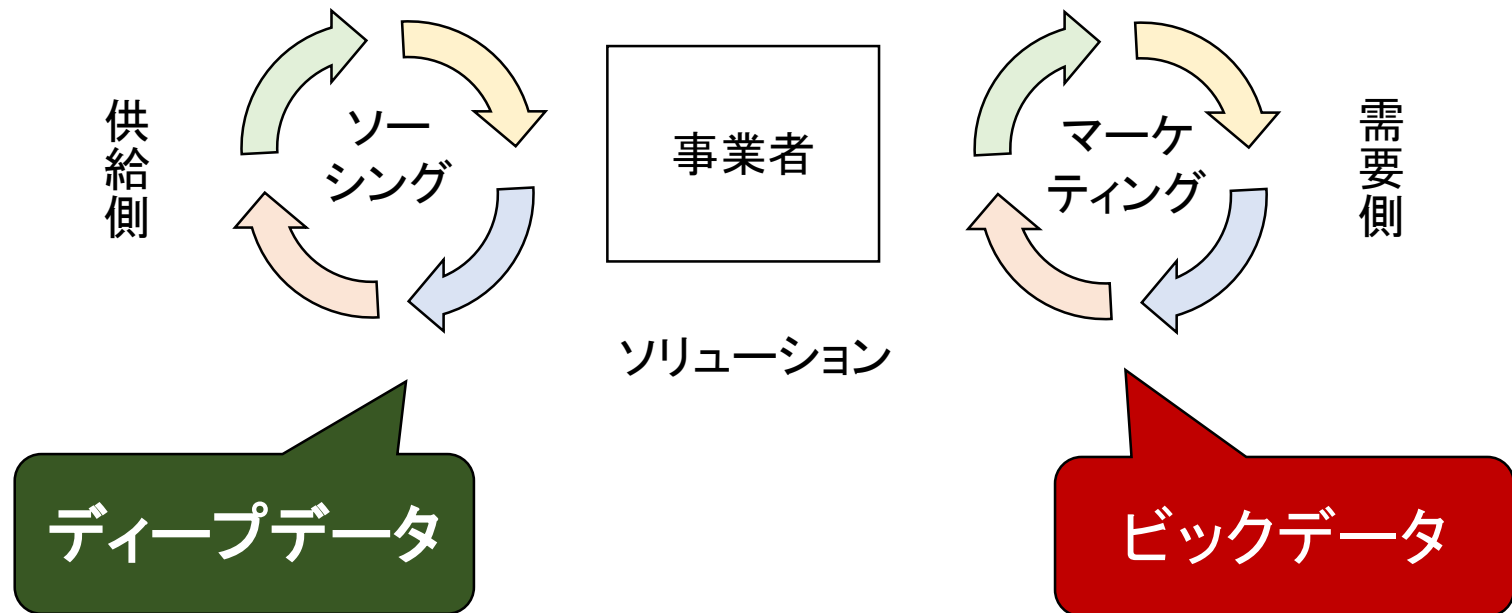 供給側
ソー
シング
事業者
マーケ
ティング
需要側
ソリューション
ディープデータ
ビックデータ